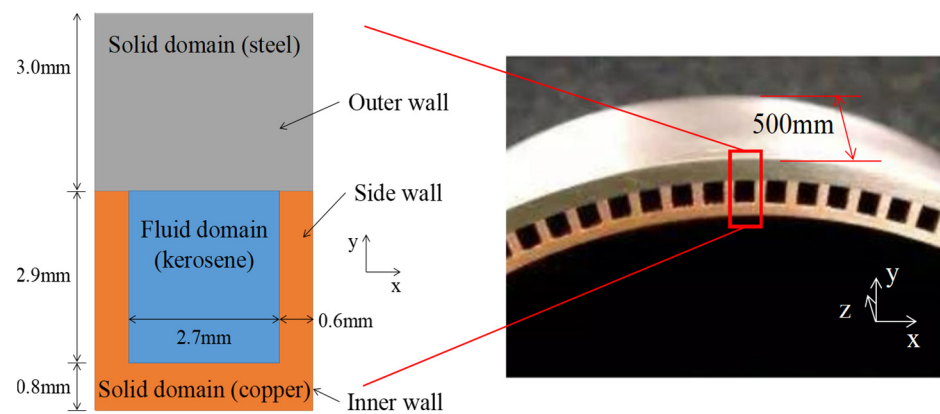 Solid domain (steel)
3.0mm
Outer wall
500mm
Side wall
Fluid domain
(kerosene)
y
x
2.9mm
2.7mm
0.6mm
y
z
x
0.8mm
Solid domain (copper)
Inner wall